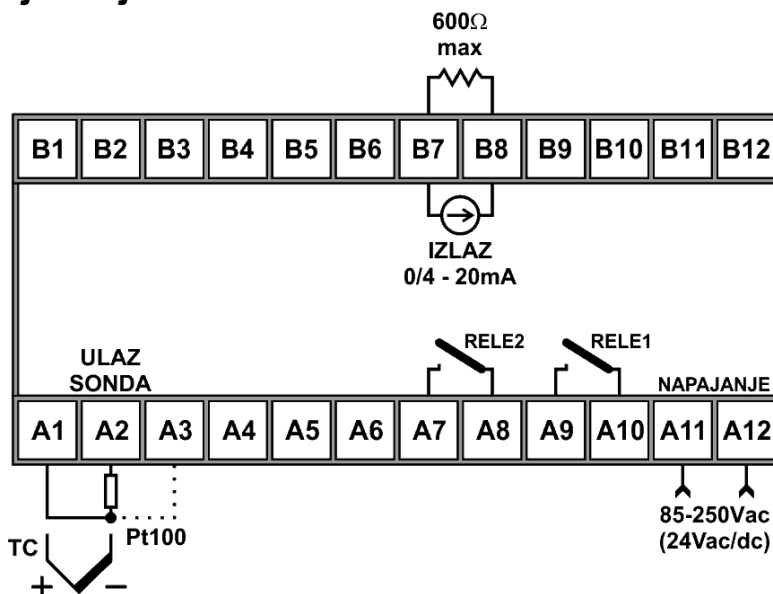 600Ω
max
B1 B2 B3 B4 B5 B6 B7 B8 B9 B10 B11 B12
IZLAZ
0/4 - 20mA
RELE2 RELE1
ULAZ
SONDA
NAPAJANJE
A1 A2 A3 A4 A5 A6 A7 A8 A9 A10 A11 A12
85-250Vac
(24Vac/dc)
Pt100
TC
+ −